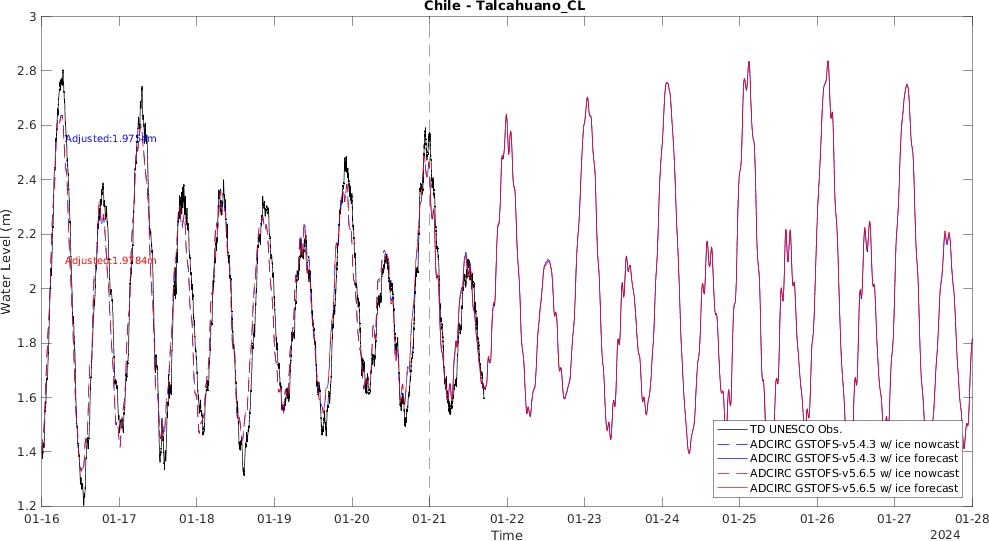 Chile - Talcahuano_CL
Water Level (m)
3
2.8
2.6
2.4
2.2
2
1.8
1.6
1.4
1.2
Adjusted:1.9754m
Adjusted:1.9784m
TD UNESCO Obs.
ADCIRC GSTOFS-v5.4.3 w/ ice nowcast
ADCIRC GSTOFS-v5.4.3 w/ ice forecast
ADCIRC GSTOFS-v5.6.5 w/ ice nowcast
ADCIRC GSTOFS-v5.6.5 w/ ice forecast
01-16 01-17 01-18 01-19 01-20 01-21 01-22 01-23 01-24 01-25 01-26 01-27 01-28
Time
2024